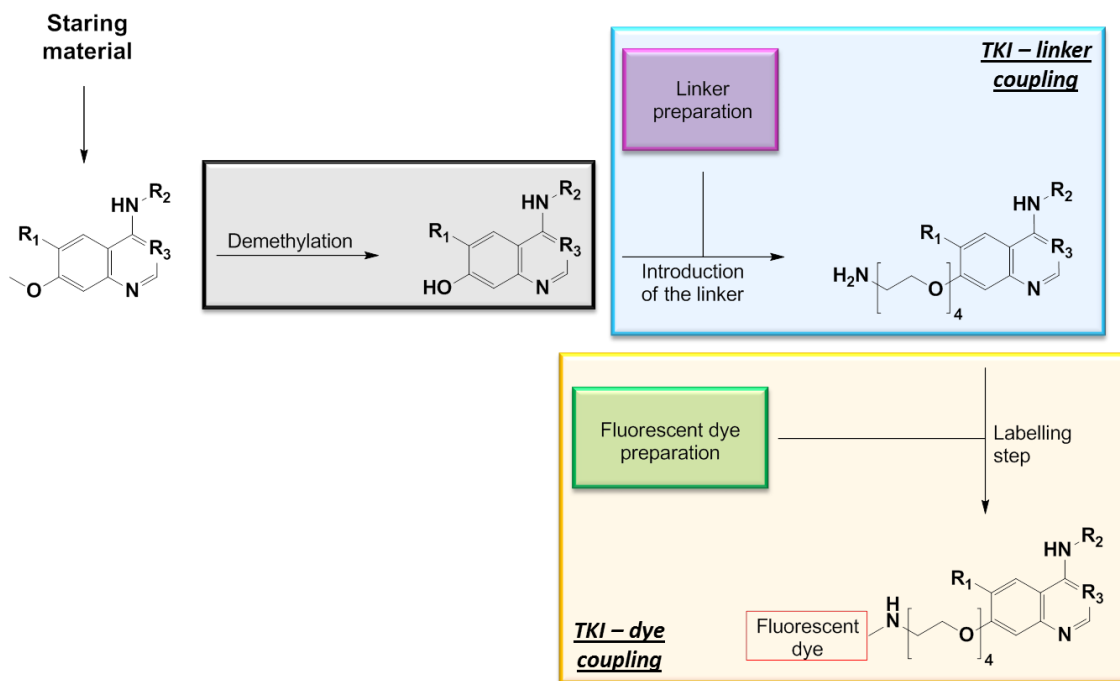 Staring
material
HN
R2
R1
R3
O
N
Demethylation
HN
R2
R1
R3
HO
N
TKI – linker
coupling
Linker
preparation
Introduction
of the linker
HN
R2
R1
R3
H2N
O
4
N
Fluorescent dye
preparation
Labelling
step
HN
R2
R1
R3
H
N
O
4
N
Fluorescent
dye
TKI – dye
coupling